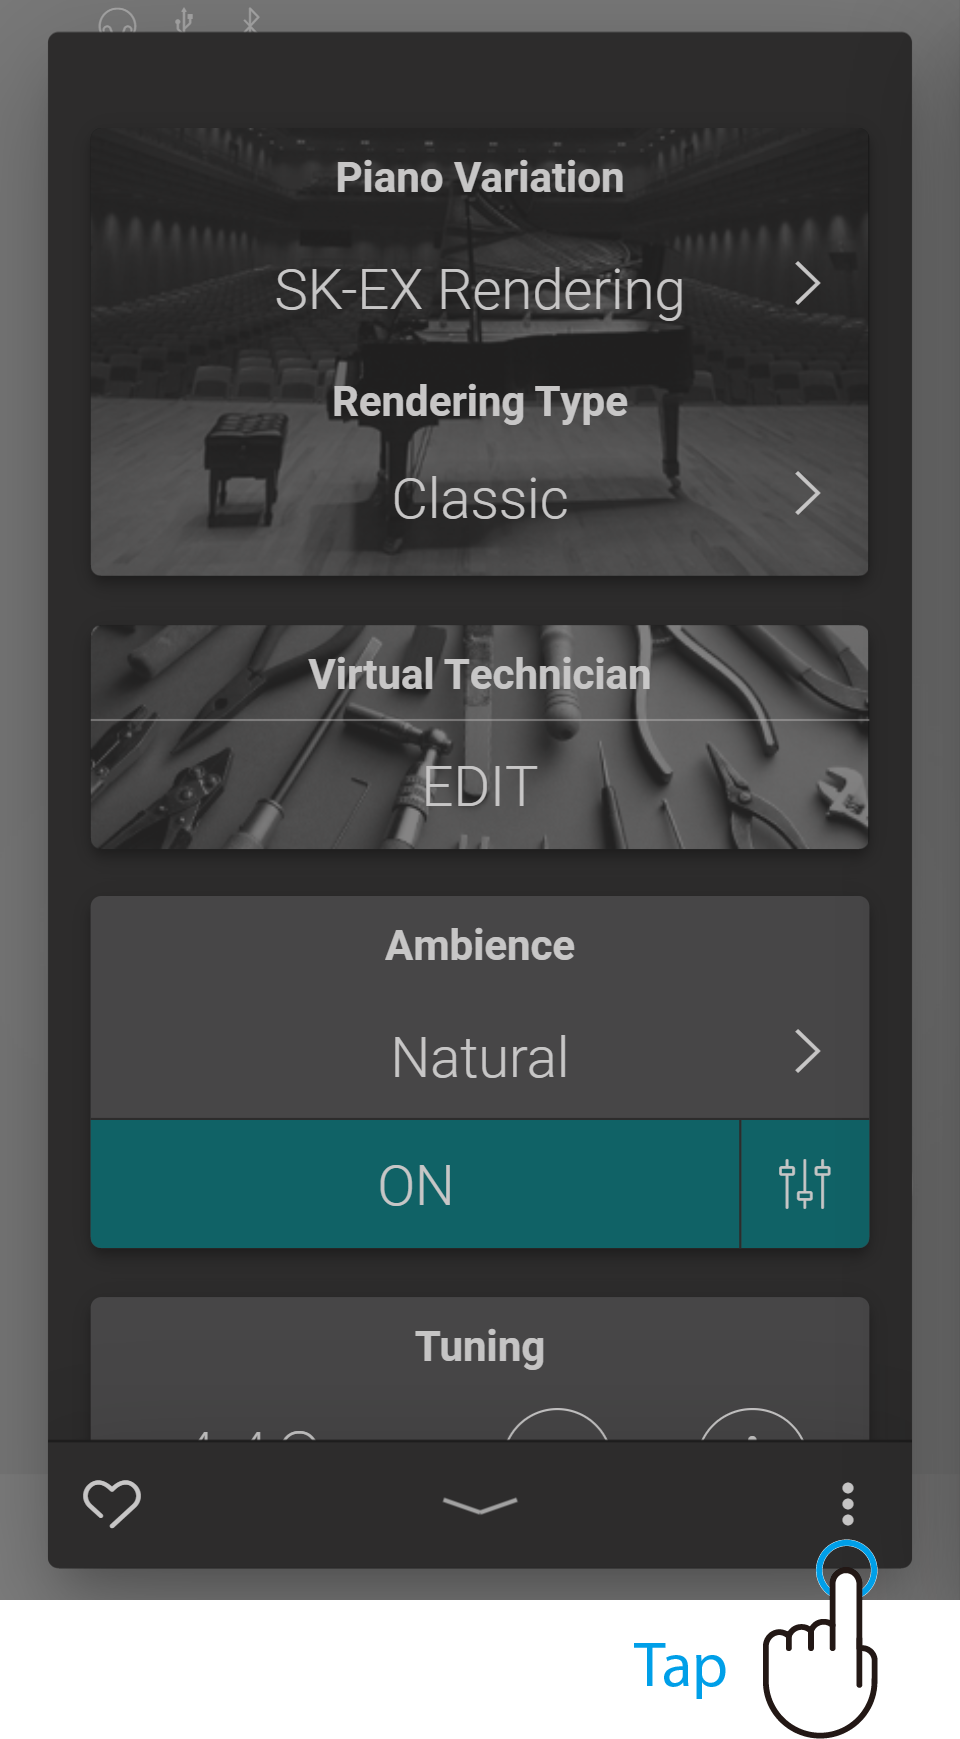 Piano Variation
SK-EX Rendering
Rendering Type
Classic
Virtual Technician
EDIT
Ambience
Natural
ON
Tuning
Tap